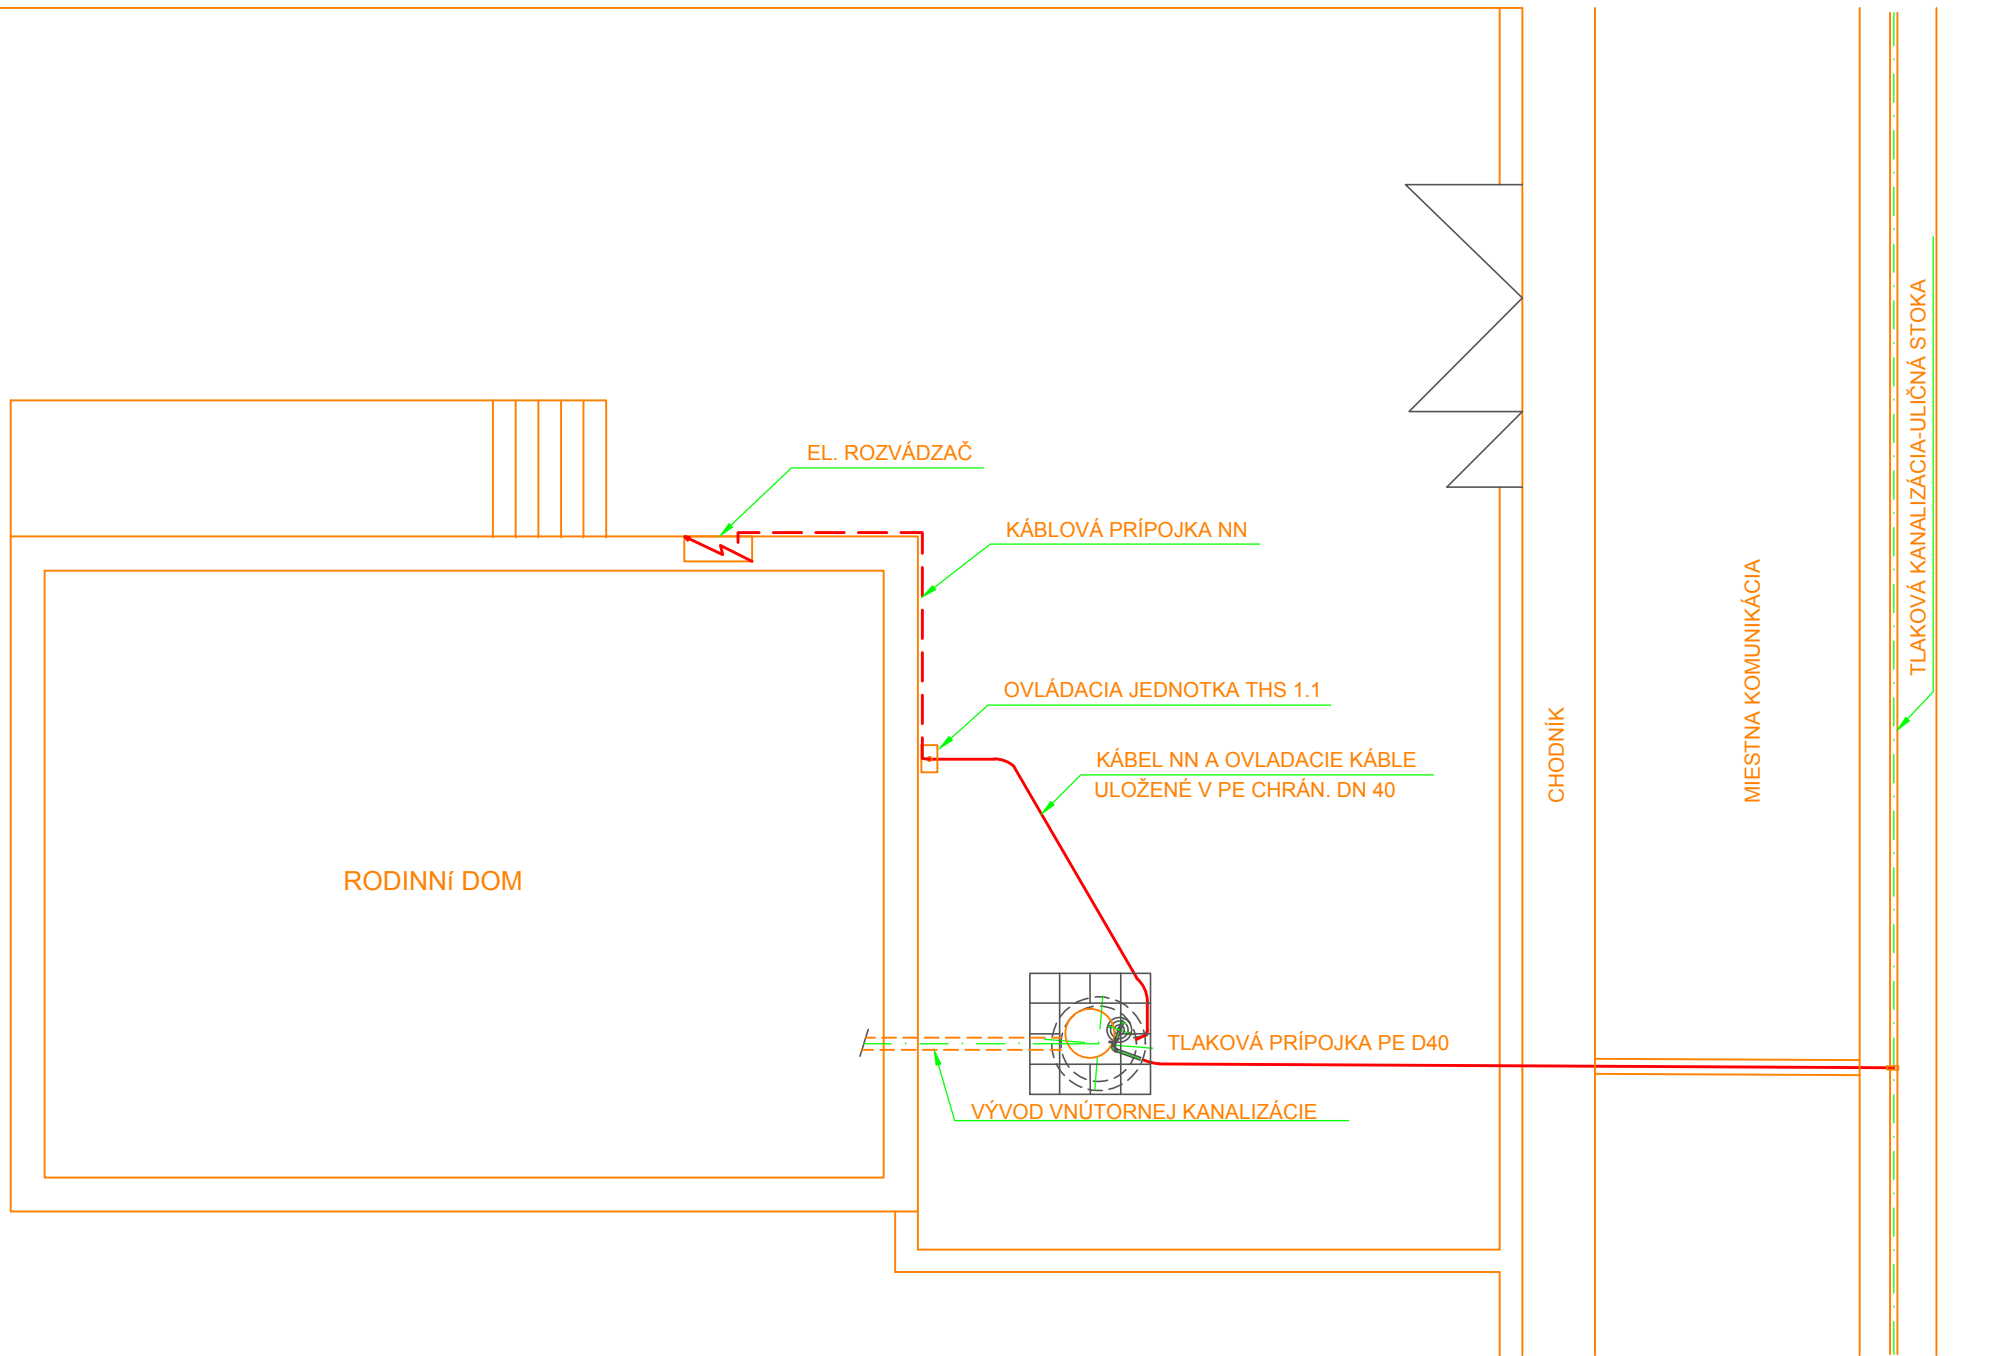 EL. ROZVÁDZAČ
KÁBLOVÁ PRÍPOJKA NN
OVLÁDACIA JEDNOTKA THS 1.1
KÁBEL NN A OVLADACIE KÁBLE
ULOŽENÉ V PE CHRÁN. DN 40
RODINNí DOM
TLAKOVÁ PRÍPOJKA PE D40
VÝVOD VNÚTORNEJ KANALIZÁCIE
CHODNÍK
MIESTNA KOMUNIKÁCIA
TLAKOVÁ KANALIZÁCIA-ULIČNÁ STOKA